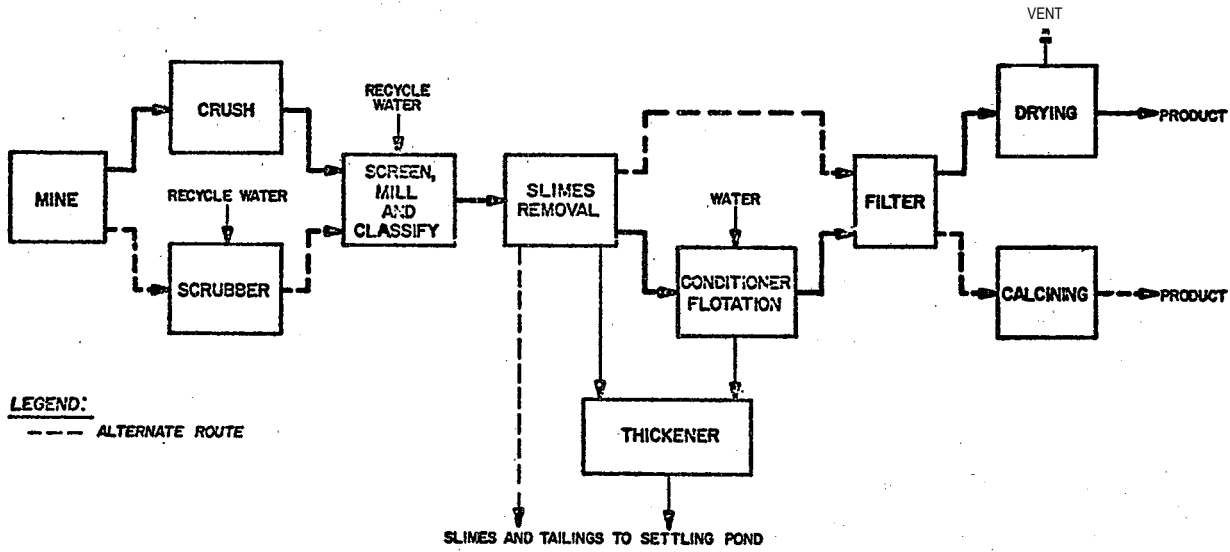 VENT
CRUSH
RECYCLE
WATER
DRYING
PRODUCT
MINE
RECYCLE WATER
SCREEN,
MILL
AND
CLASSIFY
SLIMES
REMOVAL
WATER
FILTER
SCRUBBER
CONDITIONER
FLOTATION
CALCINING
PRODUCT
LEGEND:
ALTERNATE ROUTE
THICKENER
SLIMES AND TAILINGS TO SETTLING POND